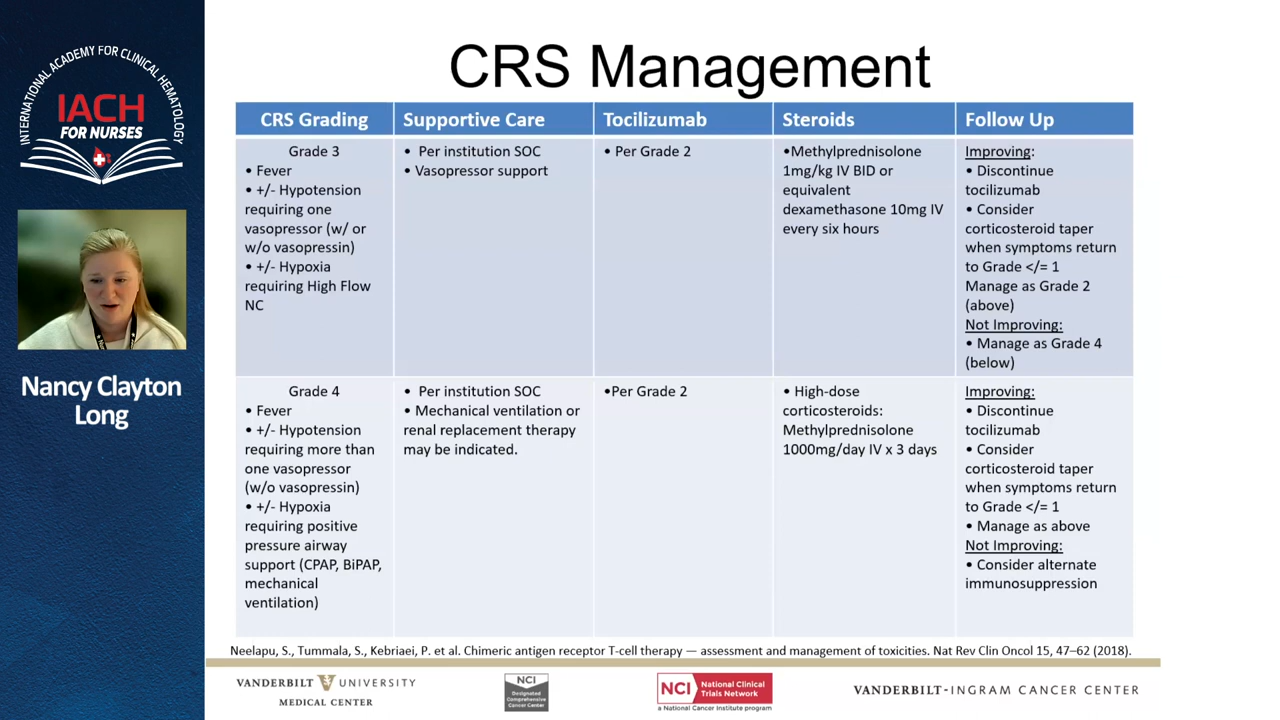 INTERNATIONAL ACADEMY FOR CLINICAL HEMATOLOGY
IACH
FOR NURSES
Nancy Clayton
Long
CRS Management
CRS Grading
Supportive Care
Tocilizumab
Steroids
Follow Up
Grade 3
• Fever
• +/- Hypotension
requiring one
vasopressor (w/ or
w/o vasopressin)
• +/- Hypoxia
requiring High Flow
NC
• Per institution SOC
• Vasopressor support
• Per Grade 2
•Methylprednisolone
1mg/kg IV BID or
equivalent
dexamethasone 10mg IV
every six hours
Improving:
• Discontinue
tocilizumab
• Consider
corticosteroid taper
when symptoms return
to Grade </= 1
Manage as Grade 2
(above)
Not Improving:
• Manage as Grade 4
(below)
Grade 4
• Fever
• +/- Hypotension
requiring more than
one vasopressor
(w/o vasopressin)
• +/- Hypoxia
requiring positive
pressure airway
support (CPAP, BiPAP,
mechanical
ventilation)
• Per institution SOC
• Mechanical ventilation or
renal replacement therapy
may be indicated.
•Per Grade 2
• High-dose
corticosteroids:
Methylprednisolone
1000mg/day IV x 3 days
Improving:
• Discontinue
tocilizumab
• Consider
corticosteroid taper
when symptoms return
to Grade </= 1
• Manage as above
Not Improving:
• Consider alternate
immunosuppression
Neelapu, S., Tummala, S., Kebriaei, P. et al. Chimeric antigen receptor T-cell therapy — assessment and management of toxicities. Nat Rev Clin Oncol 15, 47–62 (2018).
VANDERBILT UNIVERSITY
MEDICAL CENTER
NCI
Designated
Comprehensive
Cancer Center
NCI
National Clinical
Trials Network
a National Cancer Institute program
VANDERBILT-INGRAM CANCER CENTER